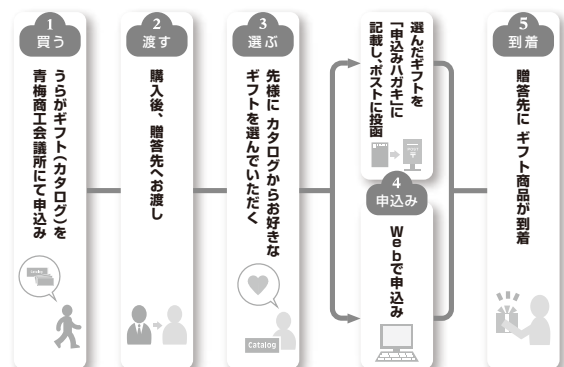 1
買う
うらがギフト(カタログ)を
青梅商工会議所にて申込み
2
渡す
購入後、贈答先へお渡し
3
選ぶ
先様に カタログからお好きな
ギフトを選んでいただく
Catalog
選んだギフトを
「申込みハガキ」に
記載し、ポストに投函
4
申込み
Webで申込み
5
到着
贈答先に ギフト商品が到着